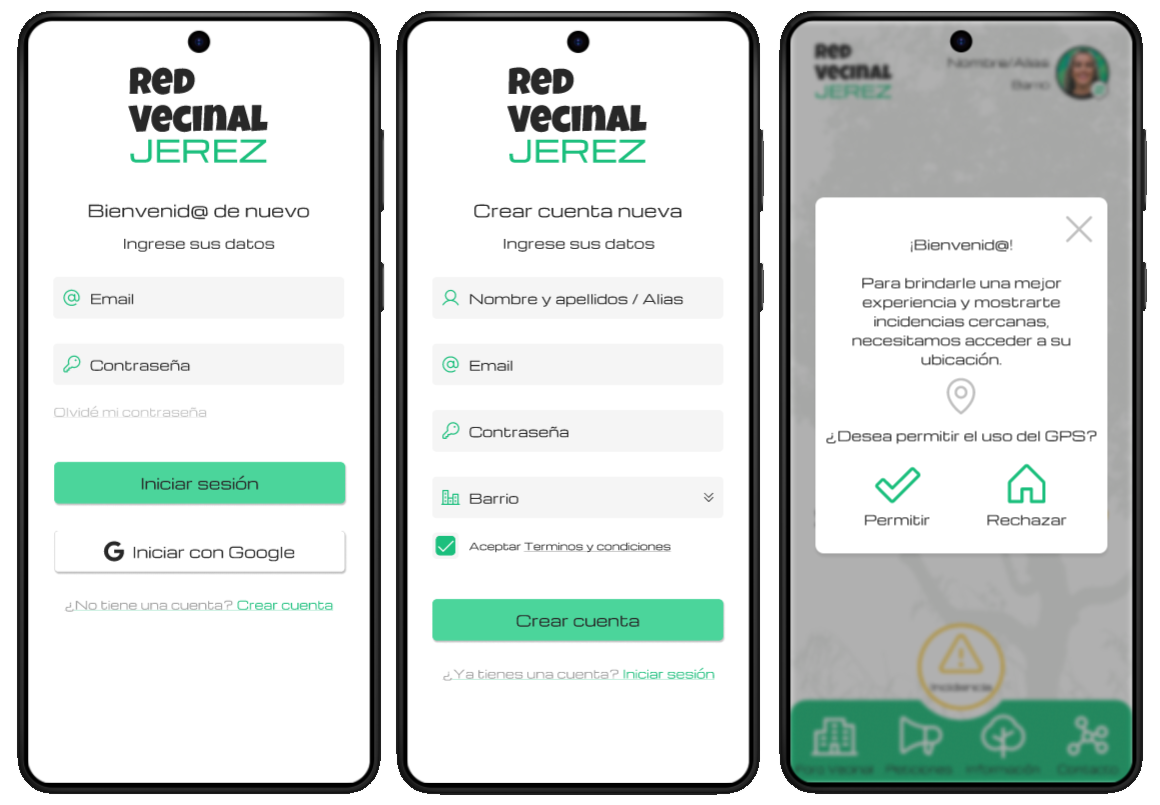 Red
Vecinal
JEREZ
Bienvenid@ de nuevo
Ingrese sus datos
Email
Contraseña
Olvidé mi contraseña
Iniciar sesión
G Iniciar con Google
¿No tiene una cuenta? Crear cuenta
Red
Vecinal
JEREZ
Crear cuenta nueva
Ingrese sus datos
Nombre y apellidos / Alias
Email
Contraseña
Barrio
Aceptar Terminos y condiciones
Crear cuenta
¿Ya tienes una cuenta? Iniciar sesión
Red
Vecinal
JEREZ
Nombre/Alias
Barrio
¡Bienvenid@!
Para brindarle una mejor
experiencia y mostrarte
incidencias cercanas,
necesitamos acceder a su
ubicación.
¿Desea permitir el uso del GPS?
Permitir
Rechazar
Incidencia
Foro Vecinal
Peticiones
Información
Contacto